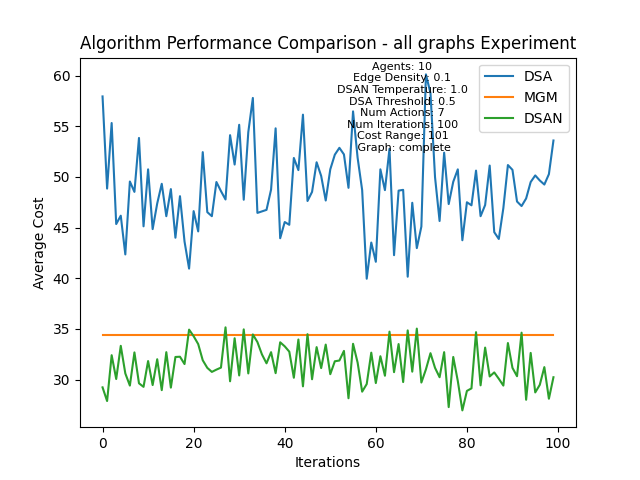 Algorithm Performance Comparison - all graphs Experiment
Agents: 10
Edge Density: 0.1
DSAN Temperature: 1.0
DSA Threshold: 0.5
Num Actions: 7
Num Iterations: 100
Cost Range: 101
Graph: complete
DSA
MGM
DSAN
60
55
50
45
40
35
30
Average Cost
0
20
40
60
80
100
Iterations